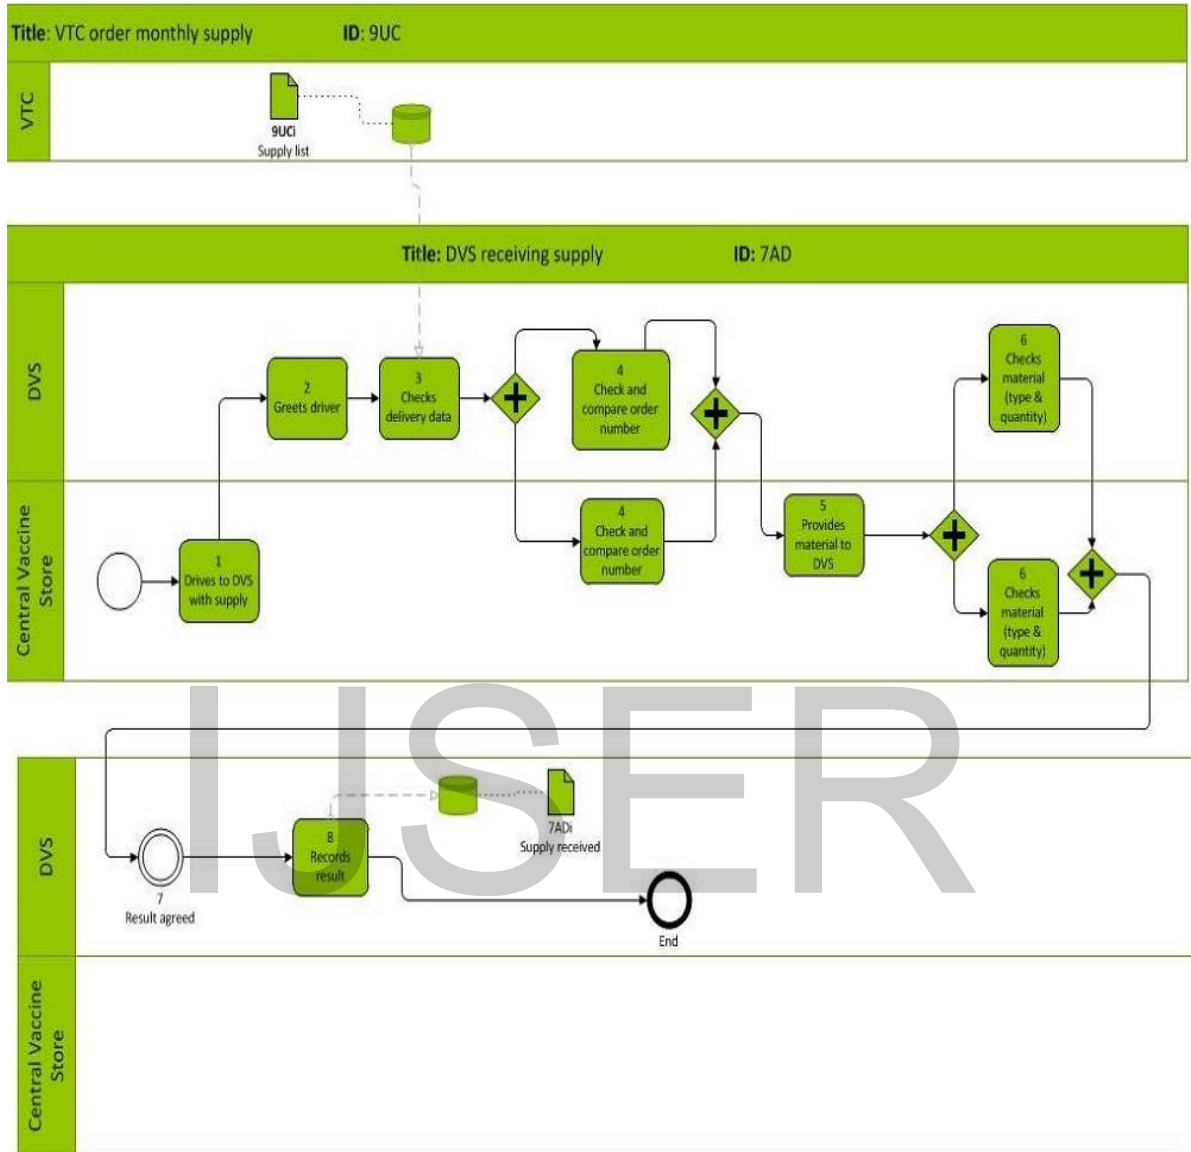 Title: VTC order monthly supply ID: 9UC
VTC
9UCi
Supply list
Title: DVS receiving supply ID: 7AD
DVS
2
Greets driver
3
Checks
delivery data
4
Check and
compare order
number
6
Checks
material
(type &
quantity)
Central Vaccine
Store
1
Drives to DVS
with supply
4
Check and
compare order
number
5
Provides
material to
DVS
6
Checks
material
(type &
quantity)
IJSER
DVS
7
Result agreed
8
Records
result
7ADi
Supply received
End
Central Vaccine
Store